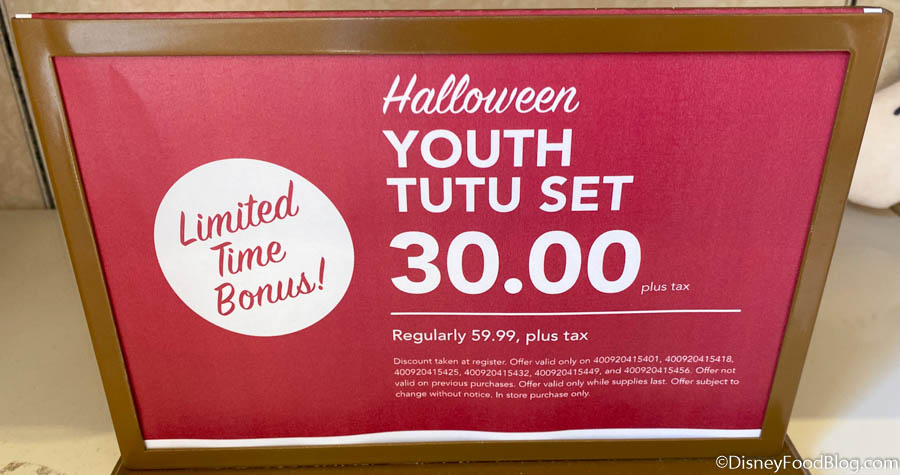 Limited
Time
Bonus!
Halloween
YOUTH
TUTU SET
30.00 plus tax
Regularly 59.99, plus tax
Discount taken at register. Offer valid only on 400920415401, 400920415418,
400920415425, 400920415432, 400920415449, and 400920415456. Offer not
valid on previous purchases. Offer valid only while supplies last. Offer subject to
change without notice. In store purchase only.
©DisneyFoodBlog.com